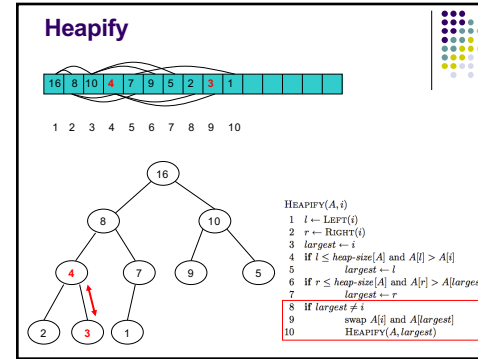 Heapify
16 8 10 4 7 9 5 2 3 1
1 2 3 4 5 6 7 8 9 10
16
8 10
4 7 9 5
2 3 1
HEAPIFY(A, i)
1 l ← LEFT(i)
2 r ← RIGHT(i)
3 largest ← i
4 if l ≤ heap-size[A] and A[l] > A[i]
5 largest ← l
6 if r ≤ heap-size[A] and A[r] > A[larges
7 largest ← r
8 if largest ≠ i
9 swap A[i] and A[largest]
10 HEAPIFY(A, largest)